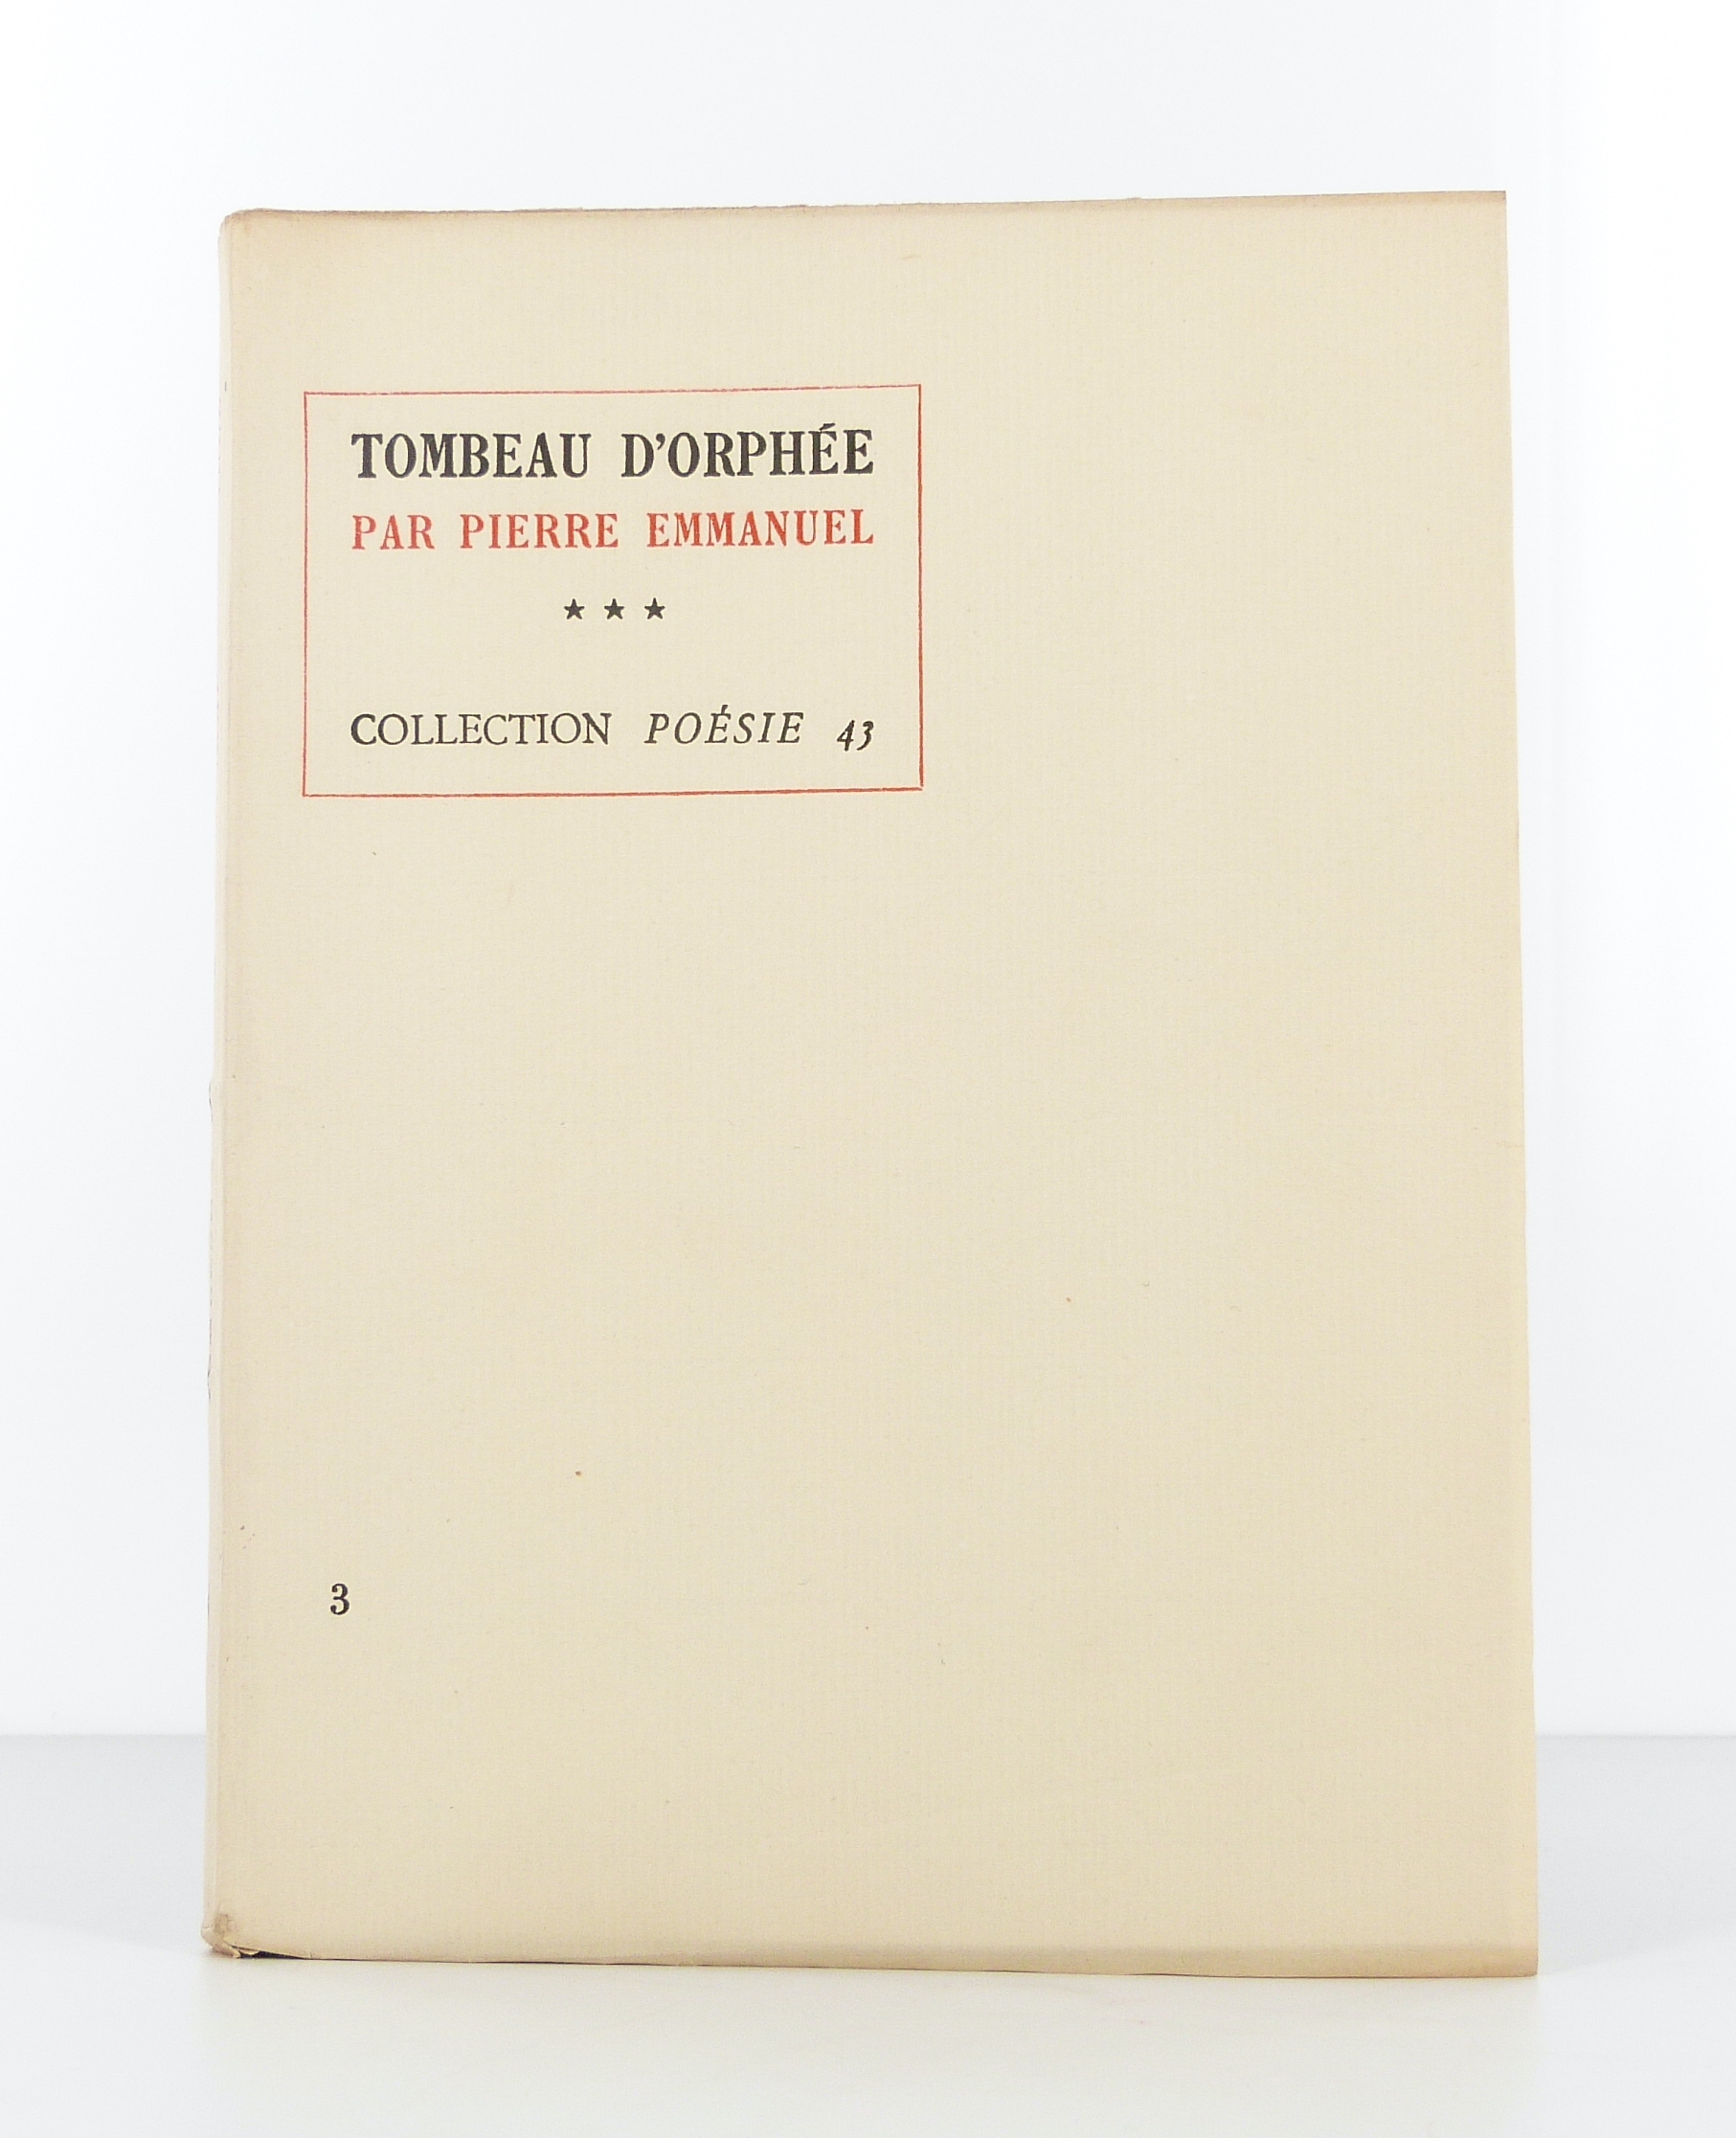 TOMBEAU D'ORPHÉE
PAR PIERRE EMMANUEL
★ ★ ★
COLLECTION POÉSIE 43
3